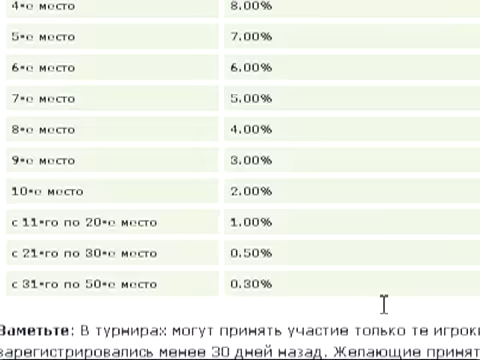 4-е место 8.00%
5-е место 7.00%
6-е место 6.00%
7-е место 5.00%
8-е место 4.00%
9-е место 3.00%
10-е место 2.00%
с 11-го по 20-е место 1.00%
с 21-го по 30-е место 0.50%
с 31-го по 50-е место 0.30%
Заметьте: В турнирах могут принять участие только те игроки
зарегистрировались менее 30 дней назад. Желающие принят